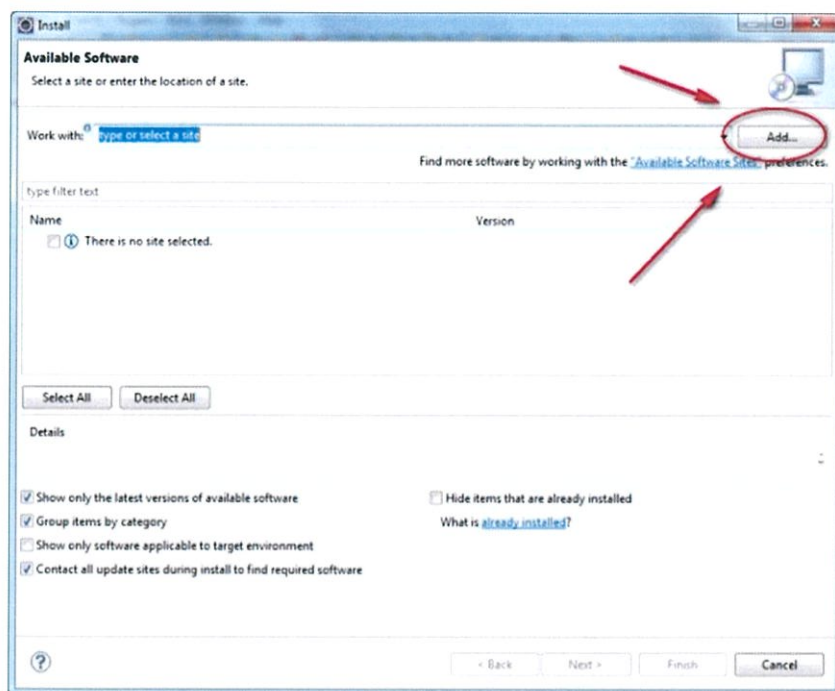 Install
Available Software
Select a site or enter the location of a site.
Work with: type or select a site
Add...
Find more software by working with the "Available Software Sites" preferences.
type filter text
Name Version
There is no site selected.
Select All Deselect All
Details
Show only the latest versions of available software Hide items that are already installed
Group items by category What is already installed?
Show only software applicable to target environment
Contact all update sites during install to find required software
? < Back Next > Finish Cancel